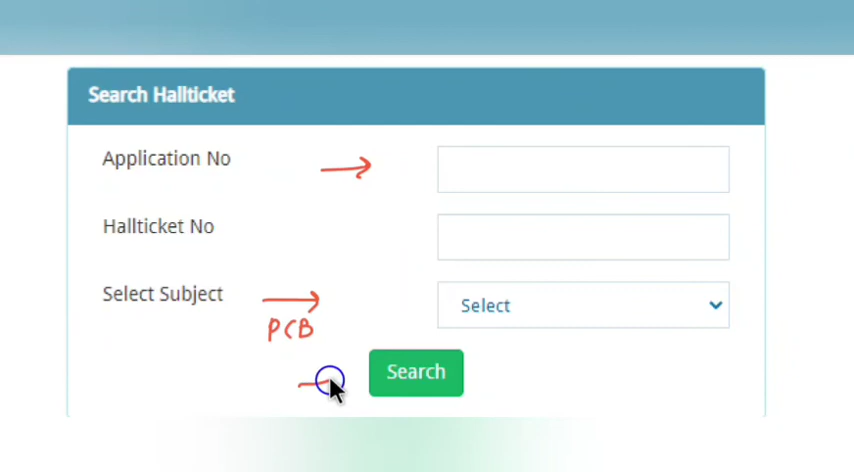 Search Hallticket
Application No
Hallticket No
Select Subject
Select
PCB
Search